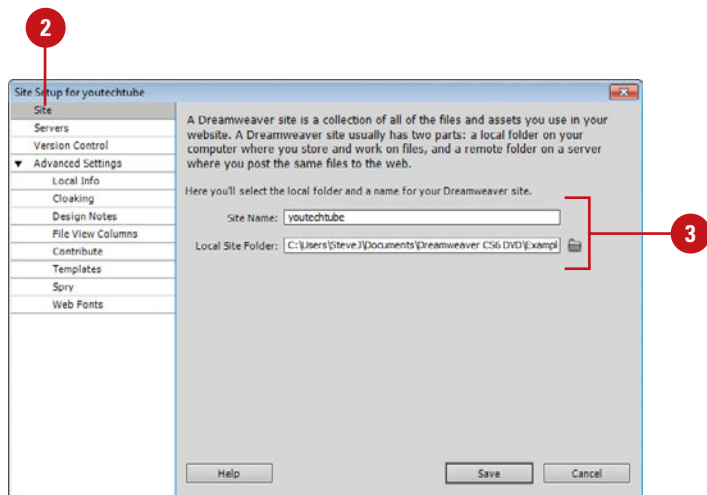 2
Site Setup for youtechtube
Site
Servers
Version Control
Advanced Settings
Local Info
Cloaking
Design Notes
File View Columns
Contribute
Templates
Spry
Web Fonts
A Dreamweaver site is a collection of all of the files and assets you use in your
website. A Dreamweaver site usually has two parts: a local folder on your
computer where you store and work on files, and a remote folder on a server
where you post the same files to the web.
Here you'll select the local folder and a name for your Dreamweaver site.
Site Name: youtechtube
Local Site Folder: C:\Users\SteveJ\Documents\Dreamweaver CS6 DVD\Exampl
3
Help Save Cancel